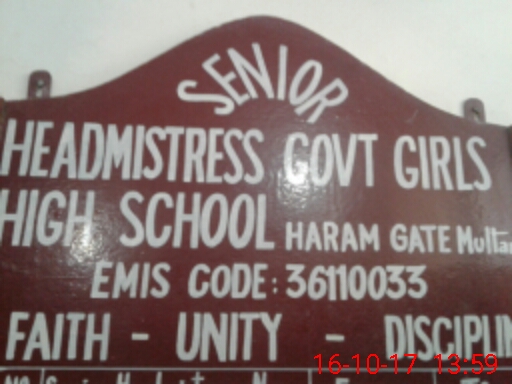 SENIOR
HEADMISTRESS GOVT GIRLS
HIGH SCHOOL HARAM GATE Multan
EMIS CODE: 36110033
FAITH - UNITY - DISCIPLIN
16-10-17 13:59